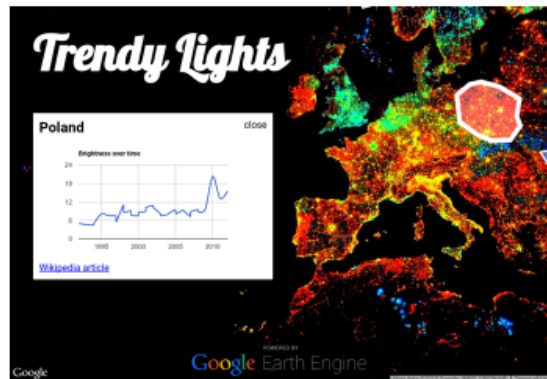 Trendy Lights
Poland
close
Brightness over time
24
18
12
6
0
1995
2000
2005
2010
Wikipedia article
POWERED BY
Google Earth Engine
Google